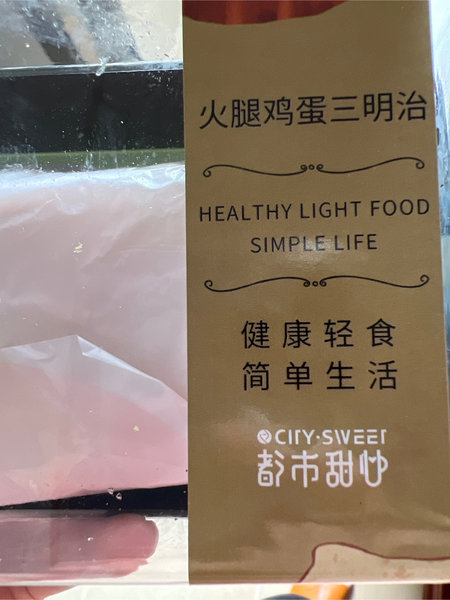 火腿鸡蛋三明治
HEALTHY LIGHT FOOD
SIMPLE LIFE
健康轻食
简单生活
CITY·SWEET
都市甜心